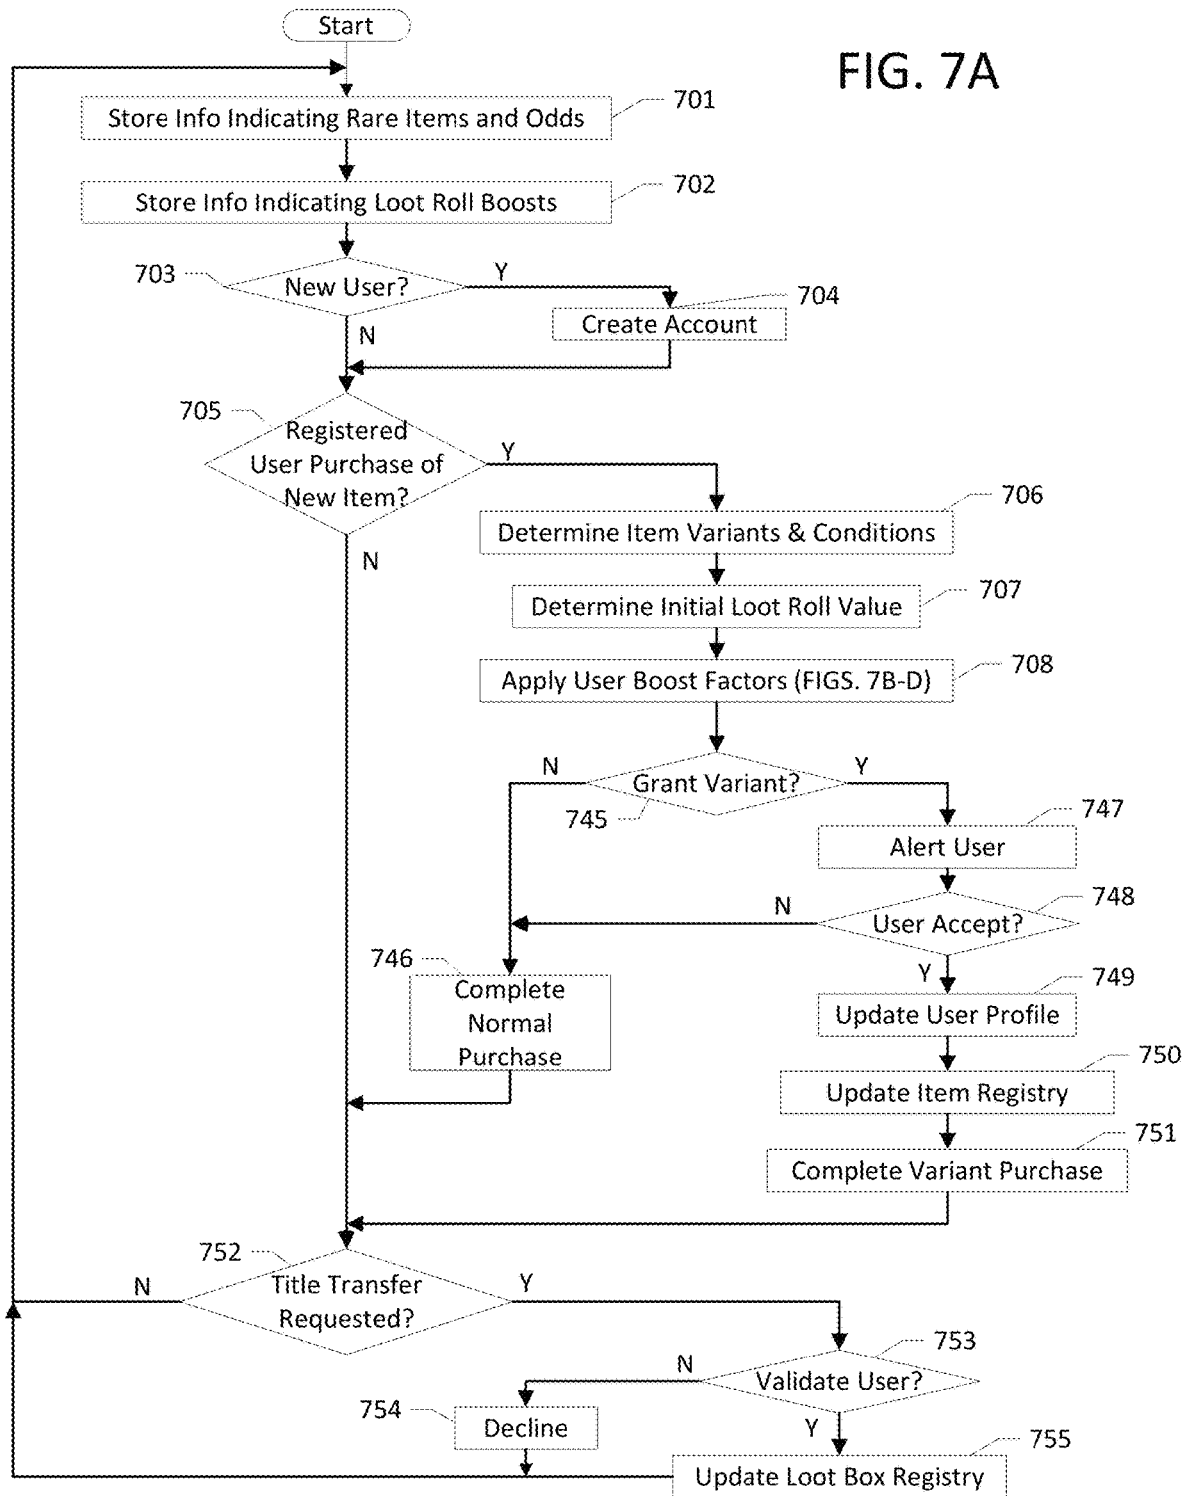 Start
FIG. 7A
Store Info Indicating Rare Items and Odds
701
Store Info Indicating Loot Roll Boosts
702
703
New User?
Y
704
Create Account
N
705
Registered
User Purchase of
New Item?
Y
N
706
Determine Item Variants & Conditions
707
Determine Initial Loot Roll Value
708
Apply User Boost Factors (FIGS. 7B-D)
N
Grant Variant?
Y
745
747
Alert User
748
N
User Accept?
Y
746
Complete
Normal
Purchase
749
Update User Profile
750
Update Item Registry
751
Complete Variant Purchase
752
N
Title Transfer
Requested?
Y
753
N
Validate User?
Y
754
Decline
755
Update Loot Box Registry